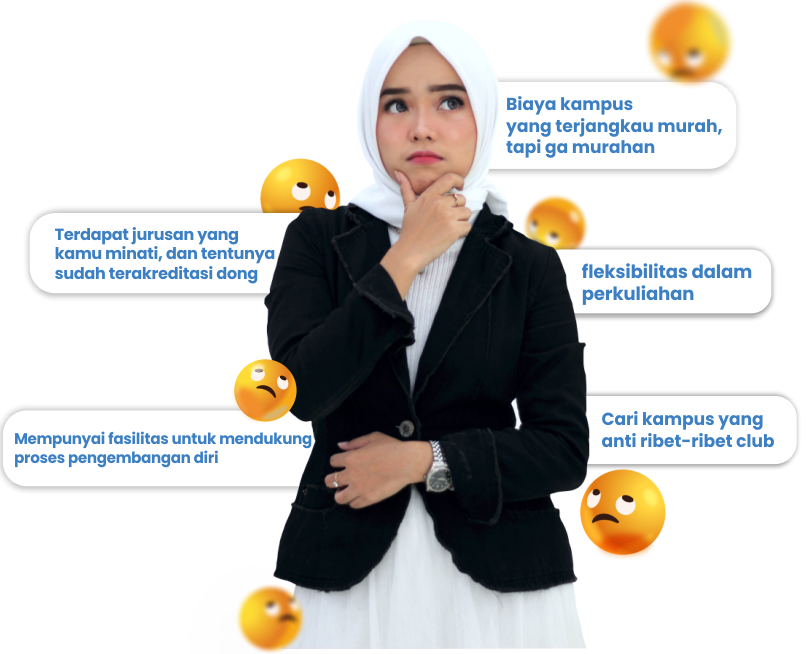 Biaya kampus
yang terjangkau murah,
tapi ga murahan
Terdapat jurusan yang
kamu minati, dan tentunya
sudah terakreditasi dong
fleksibilitas dalam
perkuliahan
Mempunyai fasilitas untuk mendukung
proses pengembangan diri
Cari kampus yang
anti ribet-ribet club